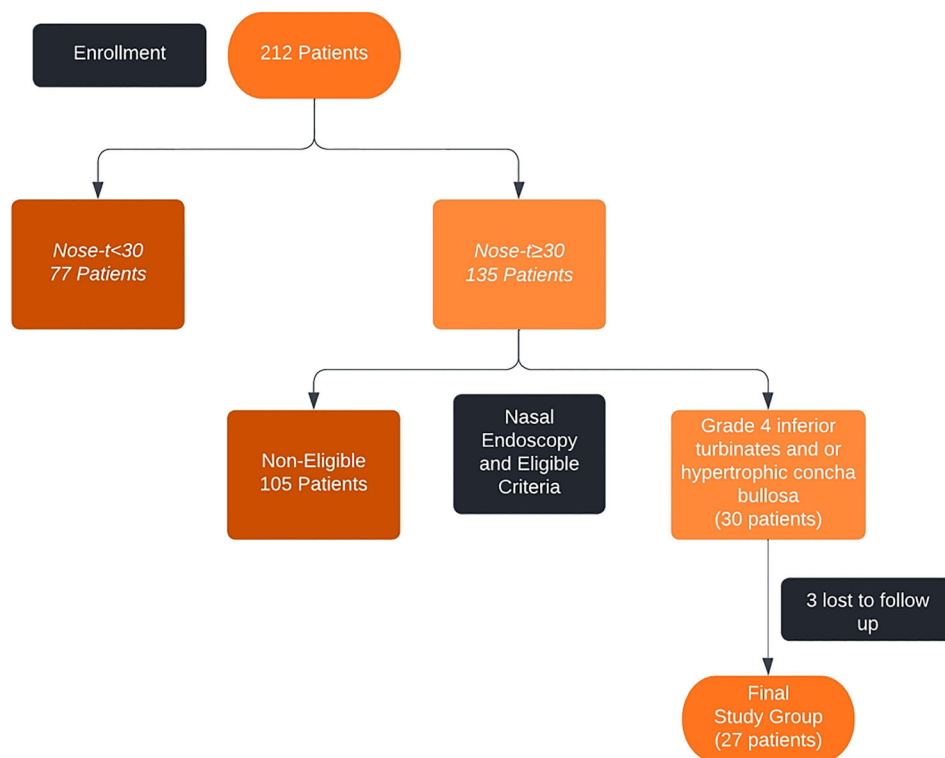 Enrollment
212 Patients
Nose-t<30
77 Patients
Nose-t≥30
135 Patients
Non-Eligible
105 Patients
Nasal
Endoscopy
and Eligible
Criteria
Grade 4 inferior
turbinates and or
hypertrophic concha
bullosa
(30 patients)
3 lost to follow
up
Final
Study Group
(27 patients)